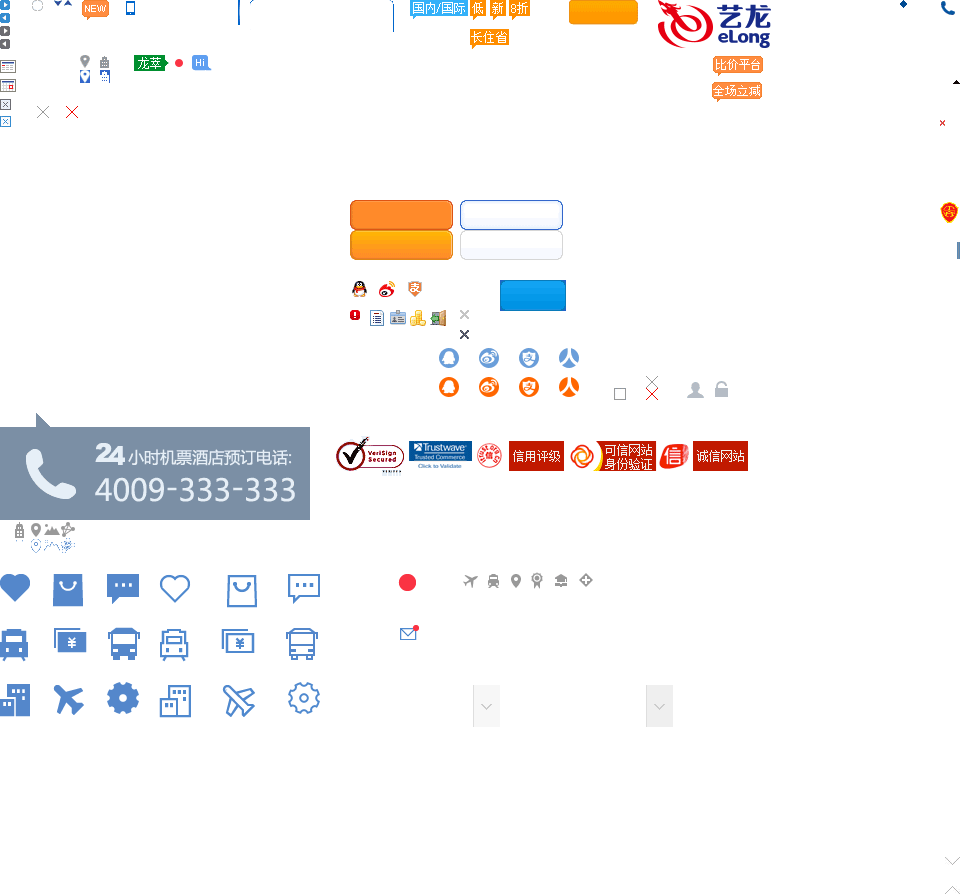 NEW
国内/国际
低
新
8折
长住省
艺龙
eLong
龙萃
Hi
比价平台
全场立减
VeriSign
Secured
Trustwave
Trusted Commerce
Click to Validate
信用评级
可信网站
身份验证
信
诚信网站
24小时机票酒店预订电话:
4009-333-333